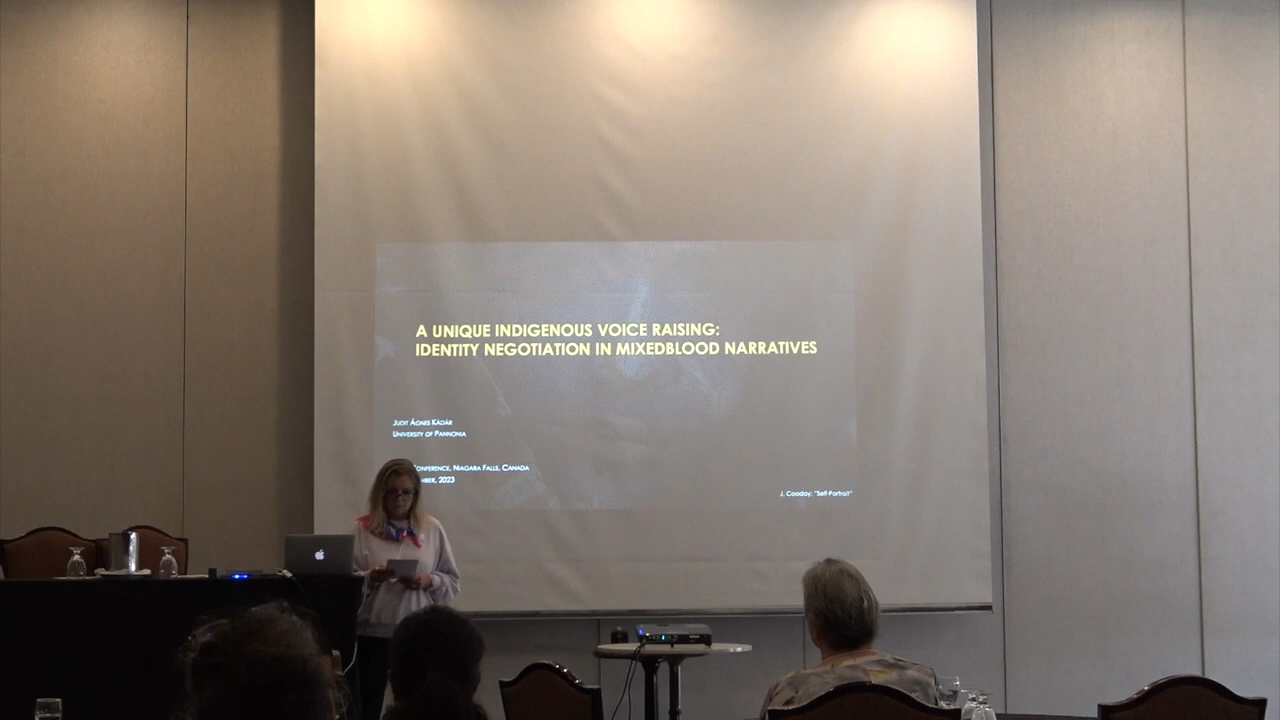 A UNIQUE INDIGENOUS VOICE RAISING:
IDENTITY NEGOTIATION IN MIXEDBLOOD NARRATIVES
JUDIT ÁGNES KÁDÁR
UNIVERSITY OF PANNONIA
CONFERENCE, NIAGARA FALLS, CANADA
2023
J. Cooday: "Self-Portrait"